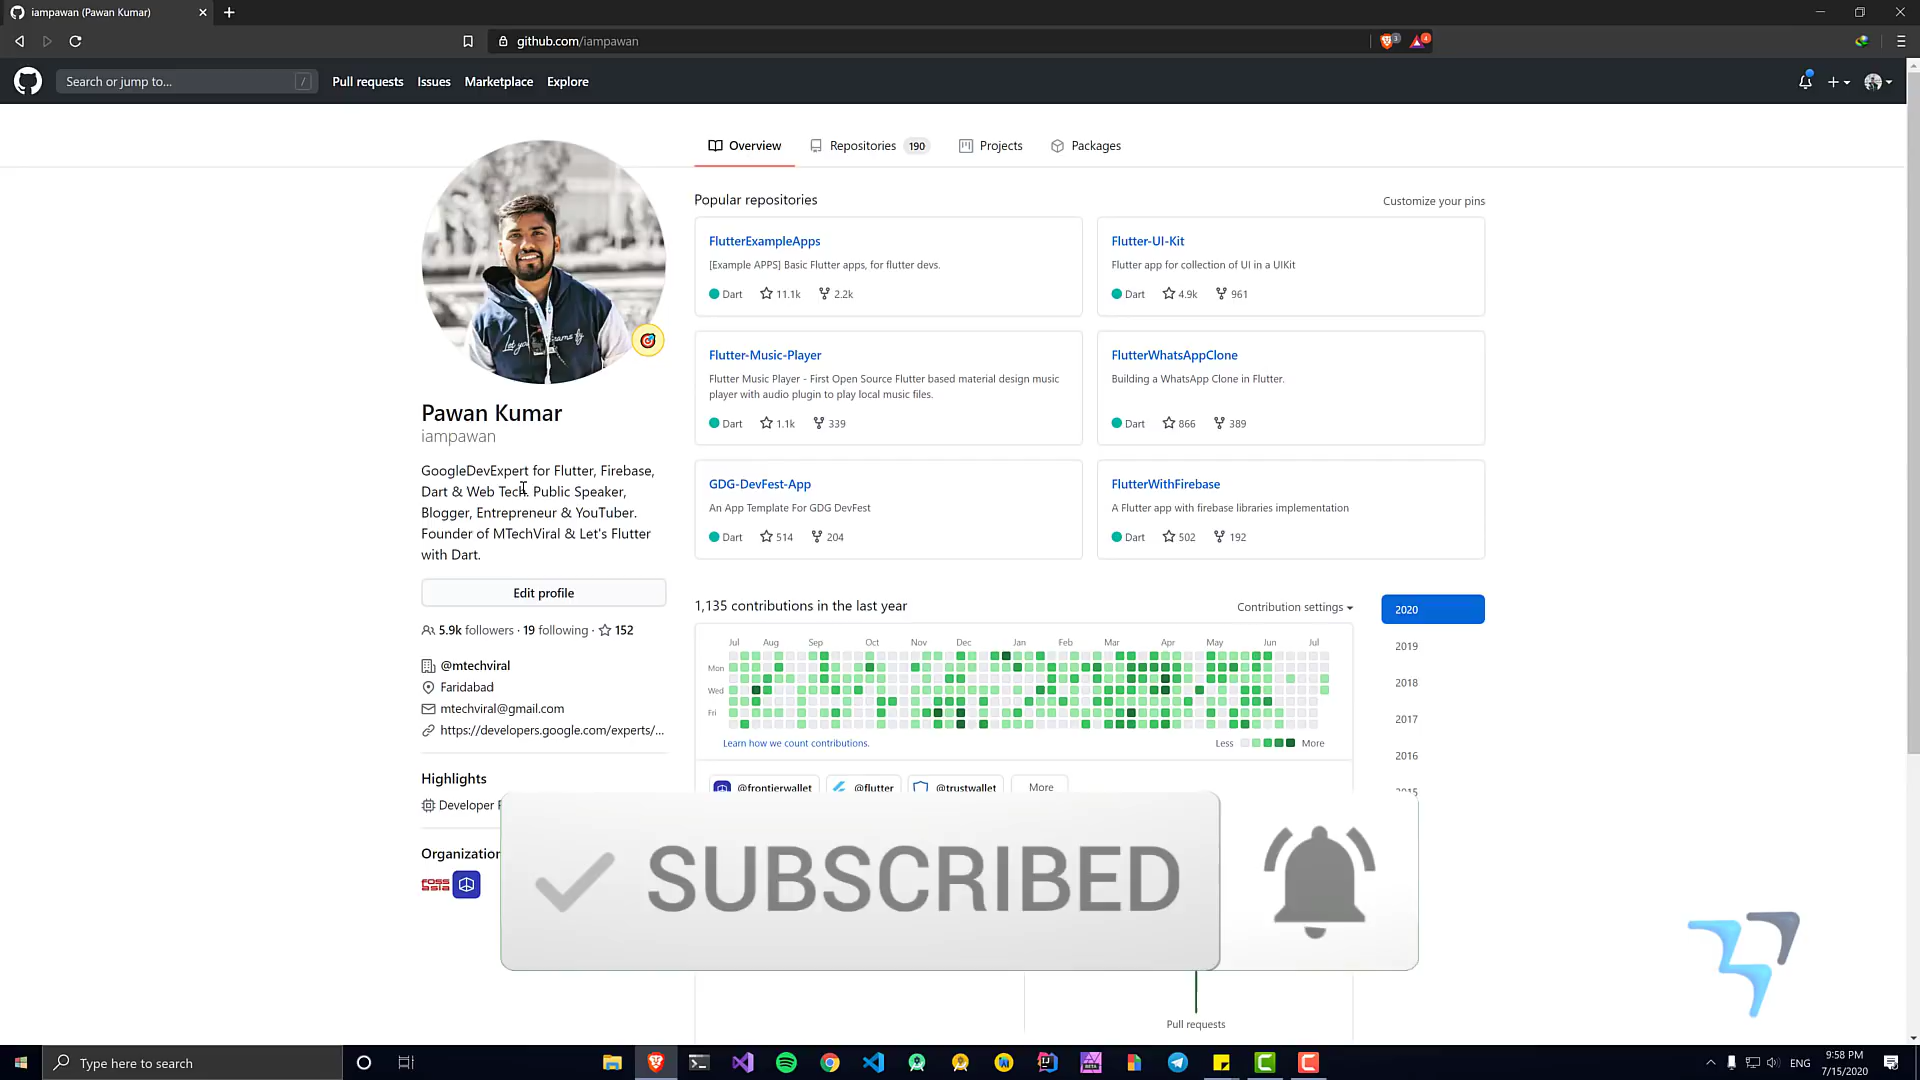 iampawan (Pawan Kumar)
github.com/iampawan
3
4
Search or jump to...
/
Pull requests
Issues
Marketplace
Explore
Overview
Repositories 190
Projects
Packages
Popular repositories
Customize your pins
FlutterExampleApps
[Example APPS] Basic Flutter apps, for flutter devs.
Dart 11.1k 2.2k
Flutter-UI-Kit
Flutter app for collection of UI in a UIKit
Dart 4.9k 961
Flutter-Music-Player
Flutter Music Player - First Open Source Flutter based material design music
player with audio plugin to play local music files.
Dart 1.1k 339
FlutterWhatsAppClone
Building a WhatsApp Clone in Flutter.
Dart 866 389
GDG-DevFest-App
An App Template For GDG DevFest
Dart 514 204
FlutterWithFirebase
A Flutter app with firebase libraries implementation
Dart 502 192
Pawan Kumar
iampawan
GoogleDevExpert for Flutter, Firebase,
Dart & Web Tech. Public Speaker,
Blogger, Entrepreneur & YouTuber.
Founder of MTechViral & Let's Flutter
with Dart.
Edit profile
5.9k followers · 19 following · 152
@mtechviral
Faridabad
mtechviral@gmail.com
https://developers.google.com/experts/...
Highlights
Developer
Organization
FOSS
ASIA
1,135 contributions in the last year
Contribution settings
2020
2019
2018
2017
2016
2015
Jul Aug Sep Oct Nov Dec Jan Feb Mar Apr May Jun Jul
Mon
Wed
Fri
Learn how we count contributions.
Less More
@frontierwallet
@flutter
@trustwallet
More
SUBSCRIBED
Pull requests
Type here to search
ENG
9:58 PM
7/15/2020